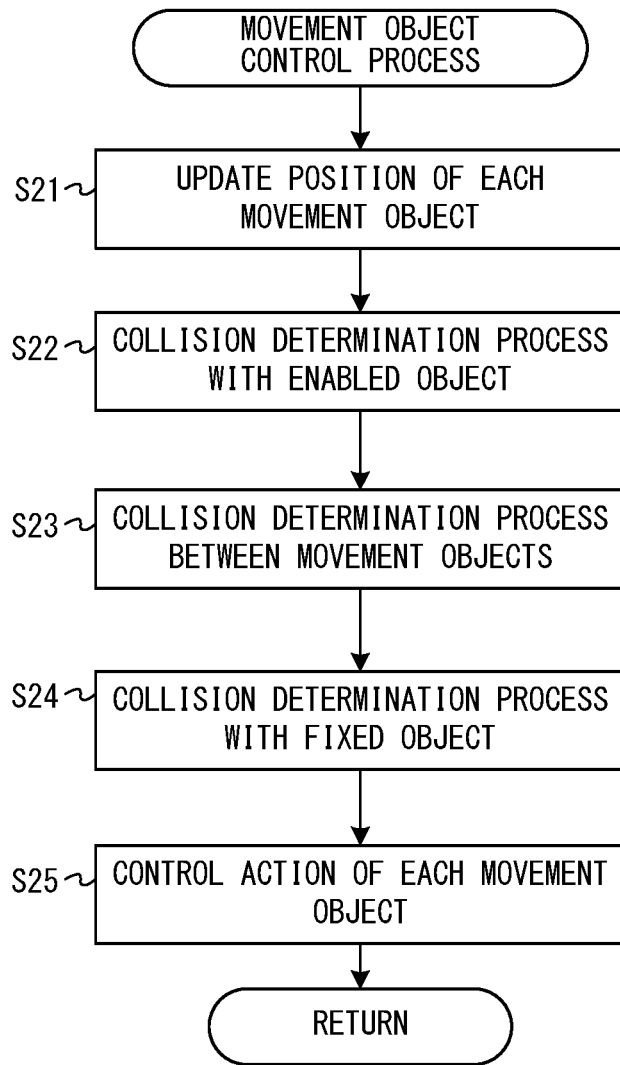 MOVEMENT OBJECT
CONTROL PROCESS
S21
UPDATE POSITION OF EACH
MOVEMENT OBJECT
S22
COLLISION DETERMINATION PROCESS
WITH ENABLED OBJECT
S23
COLLISION DETERMINATION PROCESS
BETWEEN MOVEMENT OBJECTS
S24
COLLISION DETERMINATION PROCESS
WITH FIXED OBJECT
S25
CONTROL ACTION OF EACH MOVEMENT
OBJECT
RETURN